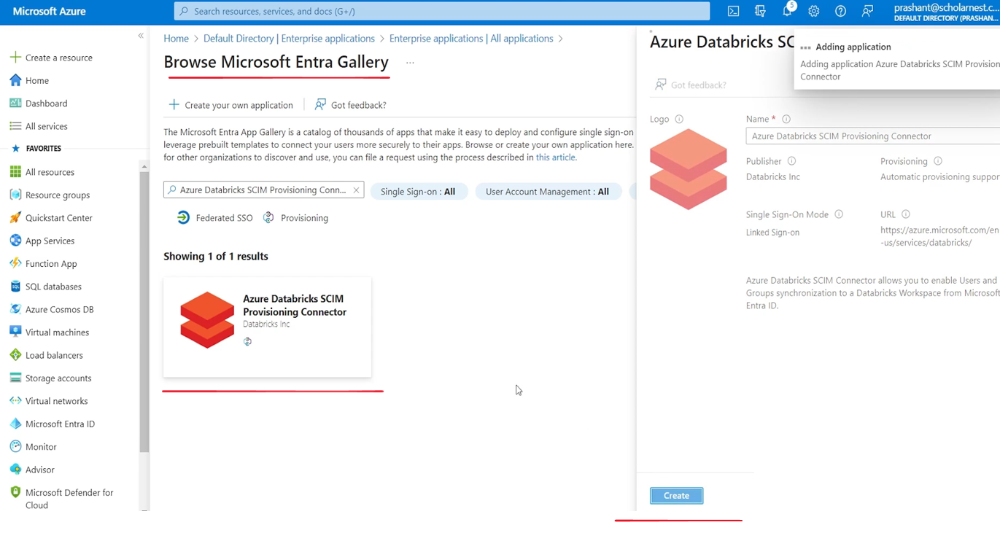 Microsoft Azure
Search resources, services, and docs (G+/)
5
prashant@scholarnest.c...
DEFAULT DIRECTORY (PRASHAN...
«
Create a resource
Home
Dashboard
All services
FAVORITES
All resources
Resource groups
Quickstart Center
App Services
Function App
SQL databases
Azure Cosmos DB
Virtual machines
Load balancers
Storage accounts
Virtual networks
Microsoft Entra ID
Monitor
Advisor
Microsoft Defender for
Cloud
Home > Default Directory | Enterprise applications > Enterprise applications | All applications >
Browse Microsoft Entra Gallery ...
Create your own application
Got feedback?
The Microsoft Entra App Gallery is a catalog of thousands of apps that make it easy to deploy and configure single sign-on
leverage prebuilt templates to connect your users more securely to their apps. Browse or create your own application here.
for other organizations to discover and use, you can file a request using the process described in this article.
Azure Databricks SCIM Provisioning Conn...
Single Sign-on : All
User Account Management : All
Federated SSO
Provisioning
Showing 1 of 1 results
Azure Databricks SCIM
Provisioning Connector
Databricks Inc
Azure Databricks SC
Adding application
Adding application Azure Databricks SCIM Provision
Connector
Got feedback?
Logo
Name *
Azure Databricks SCIM Provisioning Connector
Publisher
Databricks Inc
Provisioning
Automatic provisioning suppor
Single Sign-On Mode
Linked Sign-on
URL
https://azure.microsoft.com/en
-us/services/databricks/
Azure Databricks SCIM Connector allows you to enable Users and
Groups synchronization to a Databricks Workspace from Microsoft
Entra ID.
Create